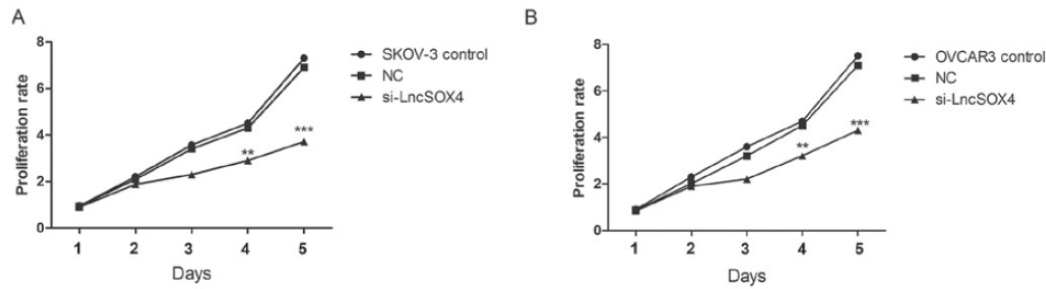 A
Proliferation rate
8
6
4
2
0
1 2 3 4 5
Days
SKOV-3 control
NC
si-LncSOX4
**
***
B
Proliferation rate
8
6
4
2
0
1 2 3 4 5
Days
OVCAR3 control
NC
si-LncSOX4
**
***